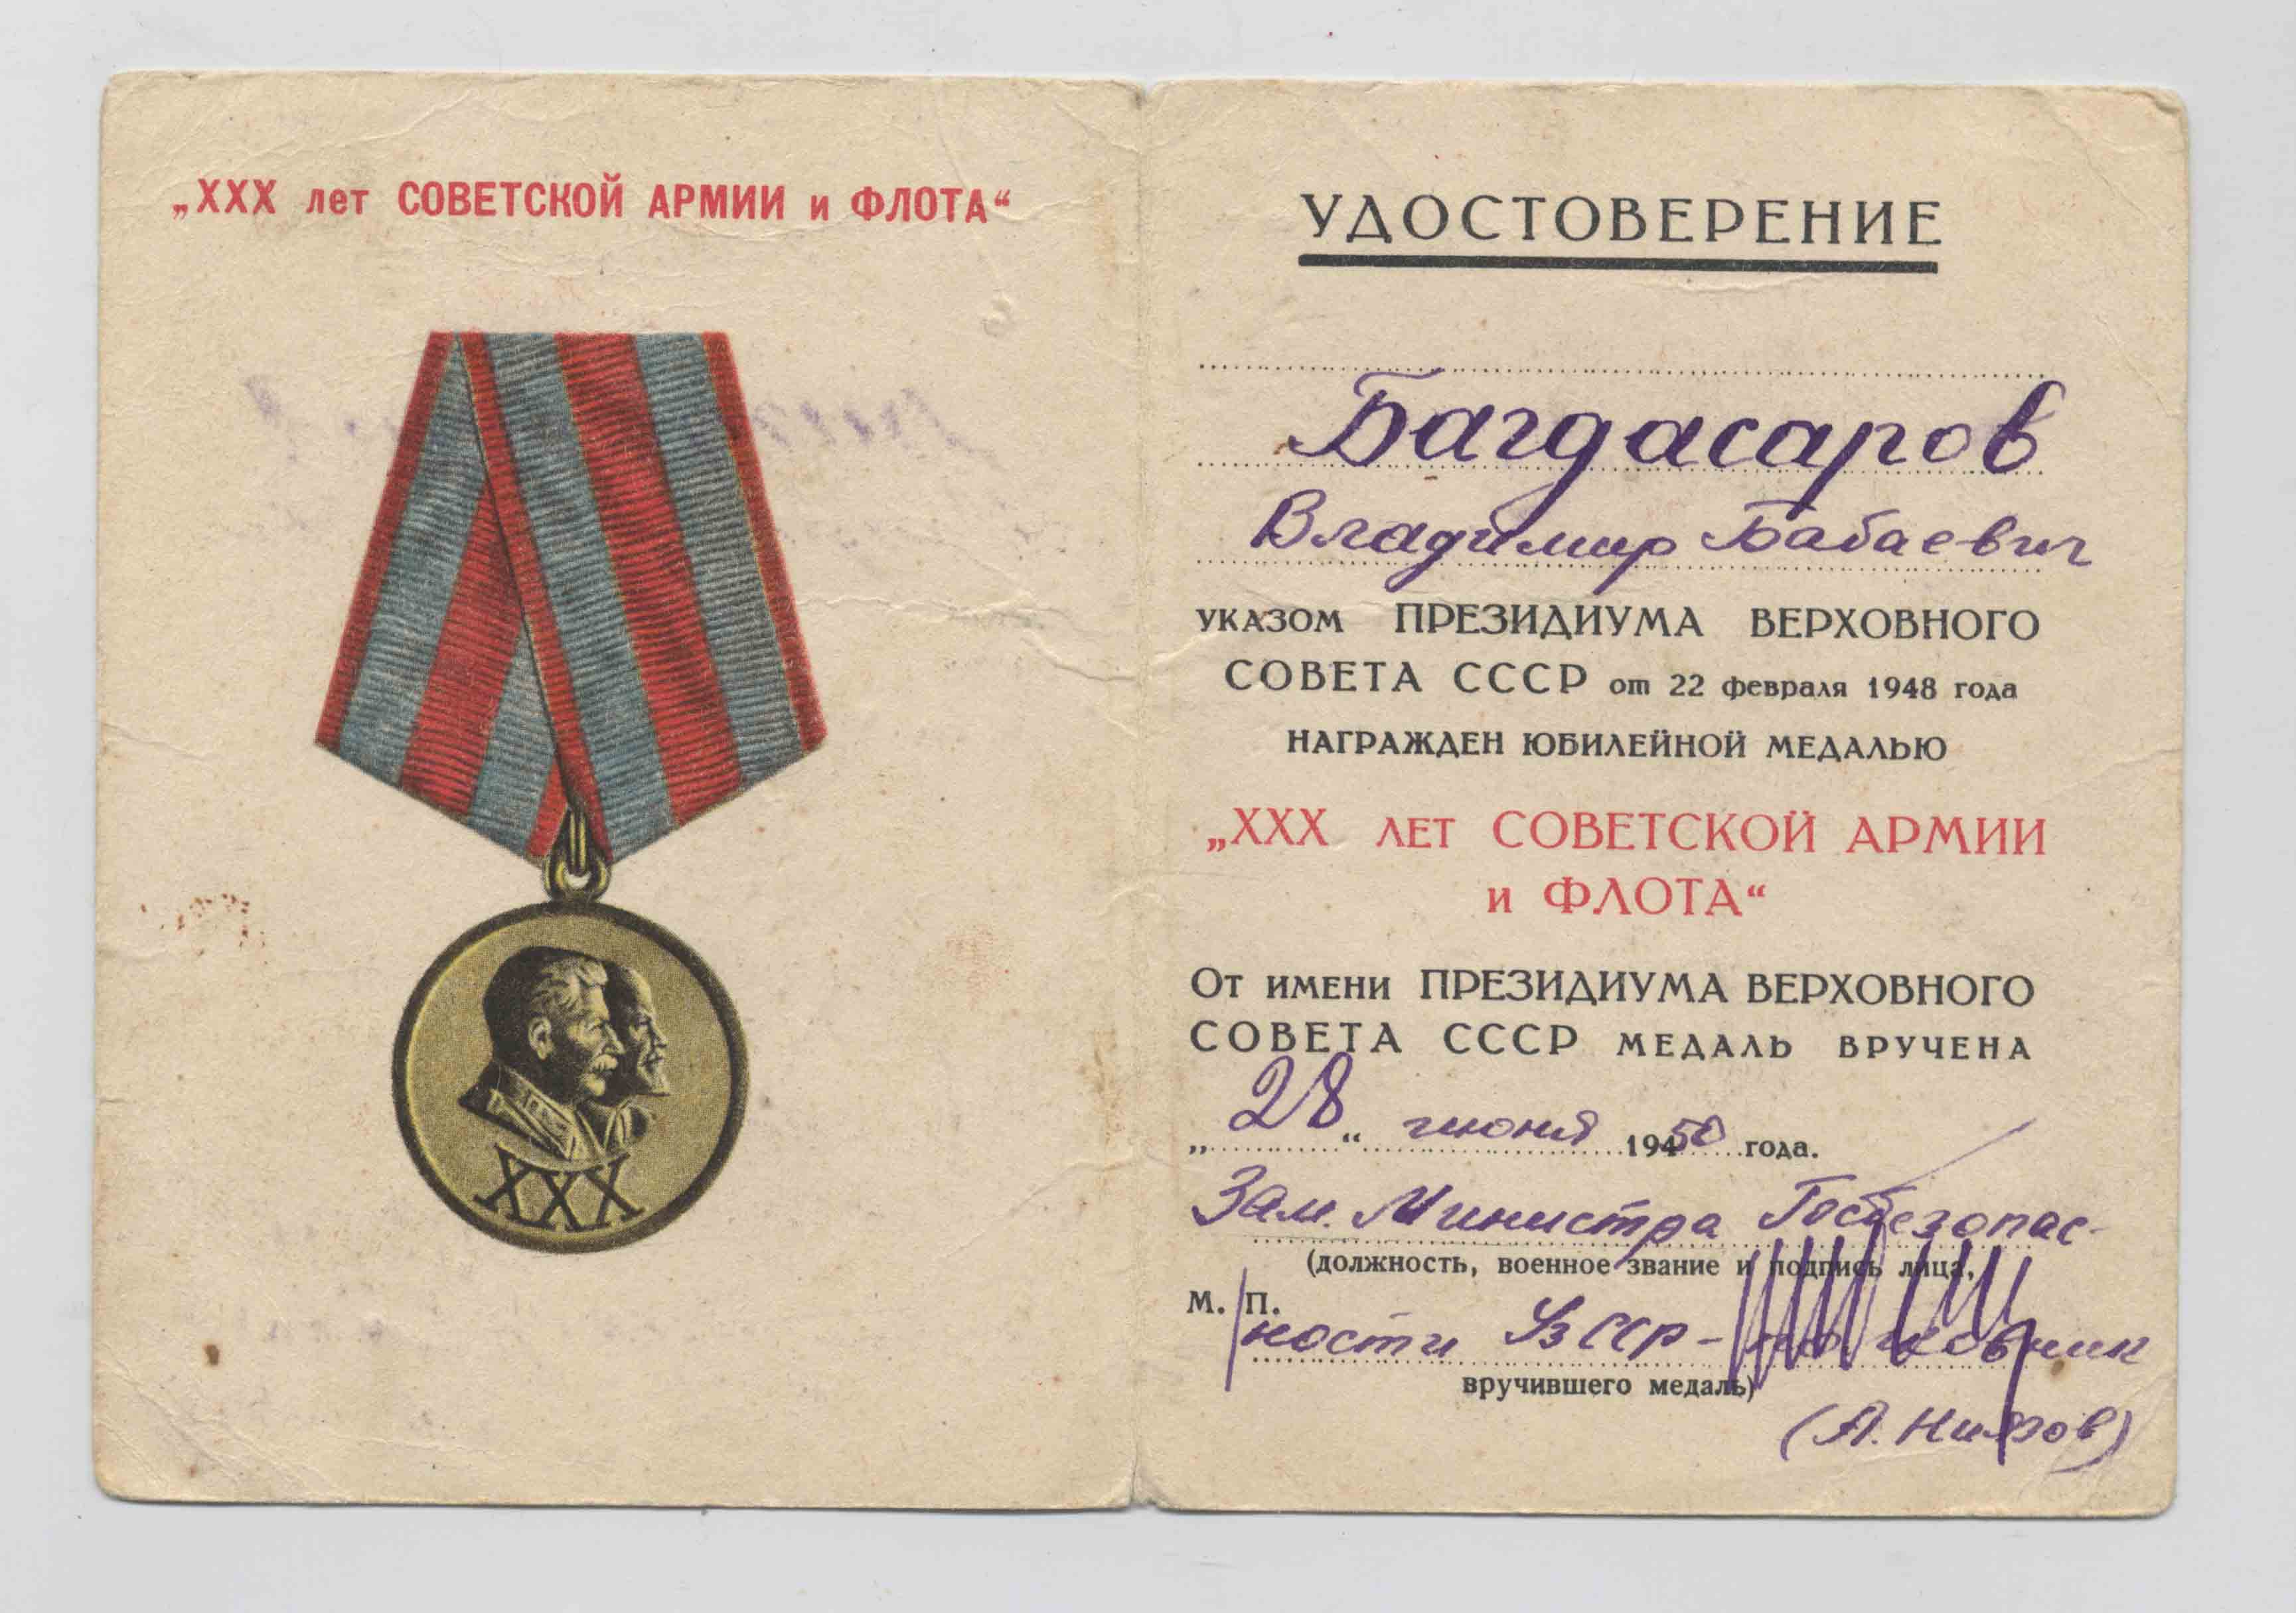 „XXX лет СОВЕТСКОЙ АРМИИ и ФЛОТА“
XXX
УДОСТОВЕРЕНИЕ
Багдасаров
Владимир Бабаевич
УКАЗОМ ПРЕЗИДИУМА ВЕРХОВНОГО
СОВЕТА СССР от 22 февраля 1948 года
НАГРАЖДЕН ЮБИЛЕЙНОЙ МЕДАЛЬЮ
„XXX ЛЕТ СОВЕТСКОЙ АРМИИ
и ФЛОТА“
От имени ПРЕЗИДИУМА ВЕРХОВНОГО
СОВЕТА СССР МЕДАЛЬ ВРУЧЕНА
„28“ июня 1950 года.
Зам. Министра Госбезопас-
(должность, военное звание и подпись лица,
М. П.
ности УзССР - полковник
вручившего медаль)